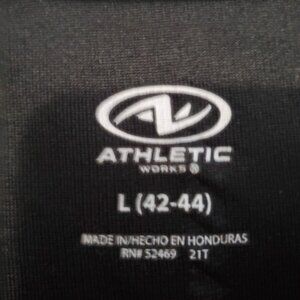 ATHLETIC
WORKS®
L (42-44)
MADE IN/HECHO EN HONDURAS
RN# 52469 21T